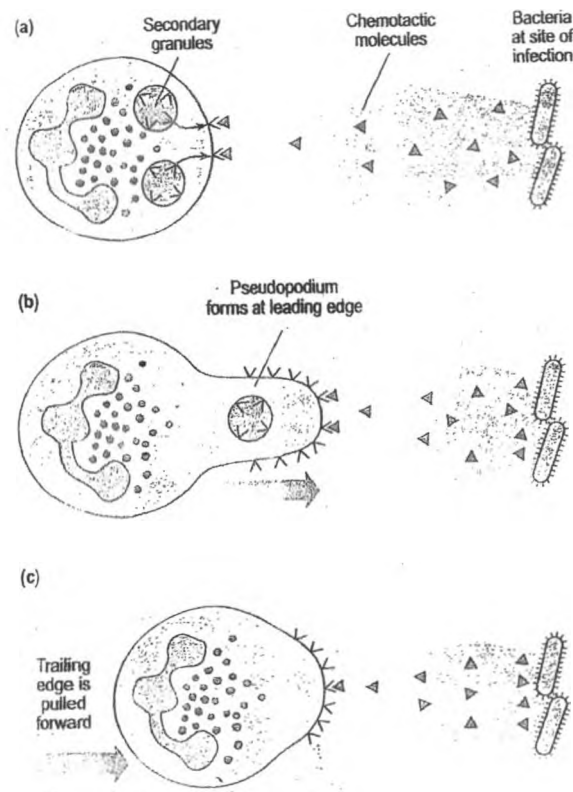 (a)
Secondary
granules
Chemotactic
molecules
Bacteria
at site of
infection
(b)
Pseudopodium
forms at leading edge
(c)
Trailing
edge is
pulled
forward